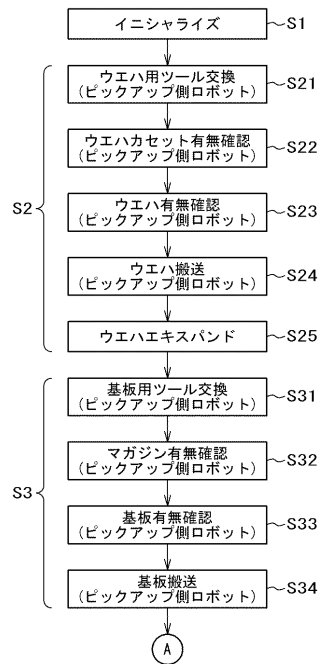 イニシャライズ
S1
ウエハ用ツール交換
(ピックアップ側ロボット)
S21
ウエハカセット有無確認
(ピックアップ側ロボット)
S22
S2
ウエハ有無確認
(ピックアップ側ロボット)
S23
ウエハ搬送
(ピックアップ側ロボット)
S24
ウエハエキスパンド
S25
基板用ツール交換
(ピックアップ側ロボット)
S31
マガジン有無確認
(ピックアップ側ロボット)
S32
S3
基板有無確認
(ピックアップ側ロボット)
S33
基板搬送
(ピックアップ側ロボット)
S34
A